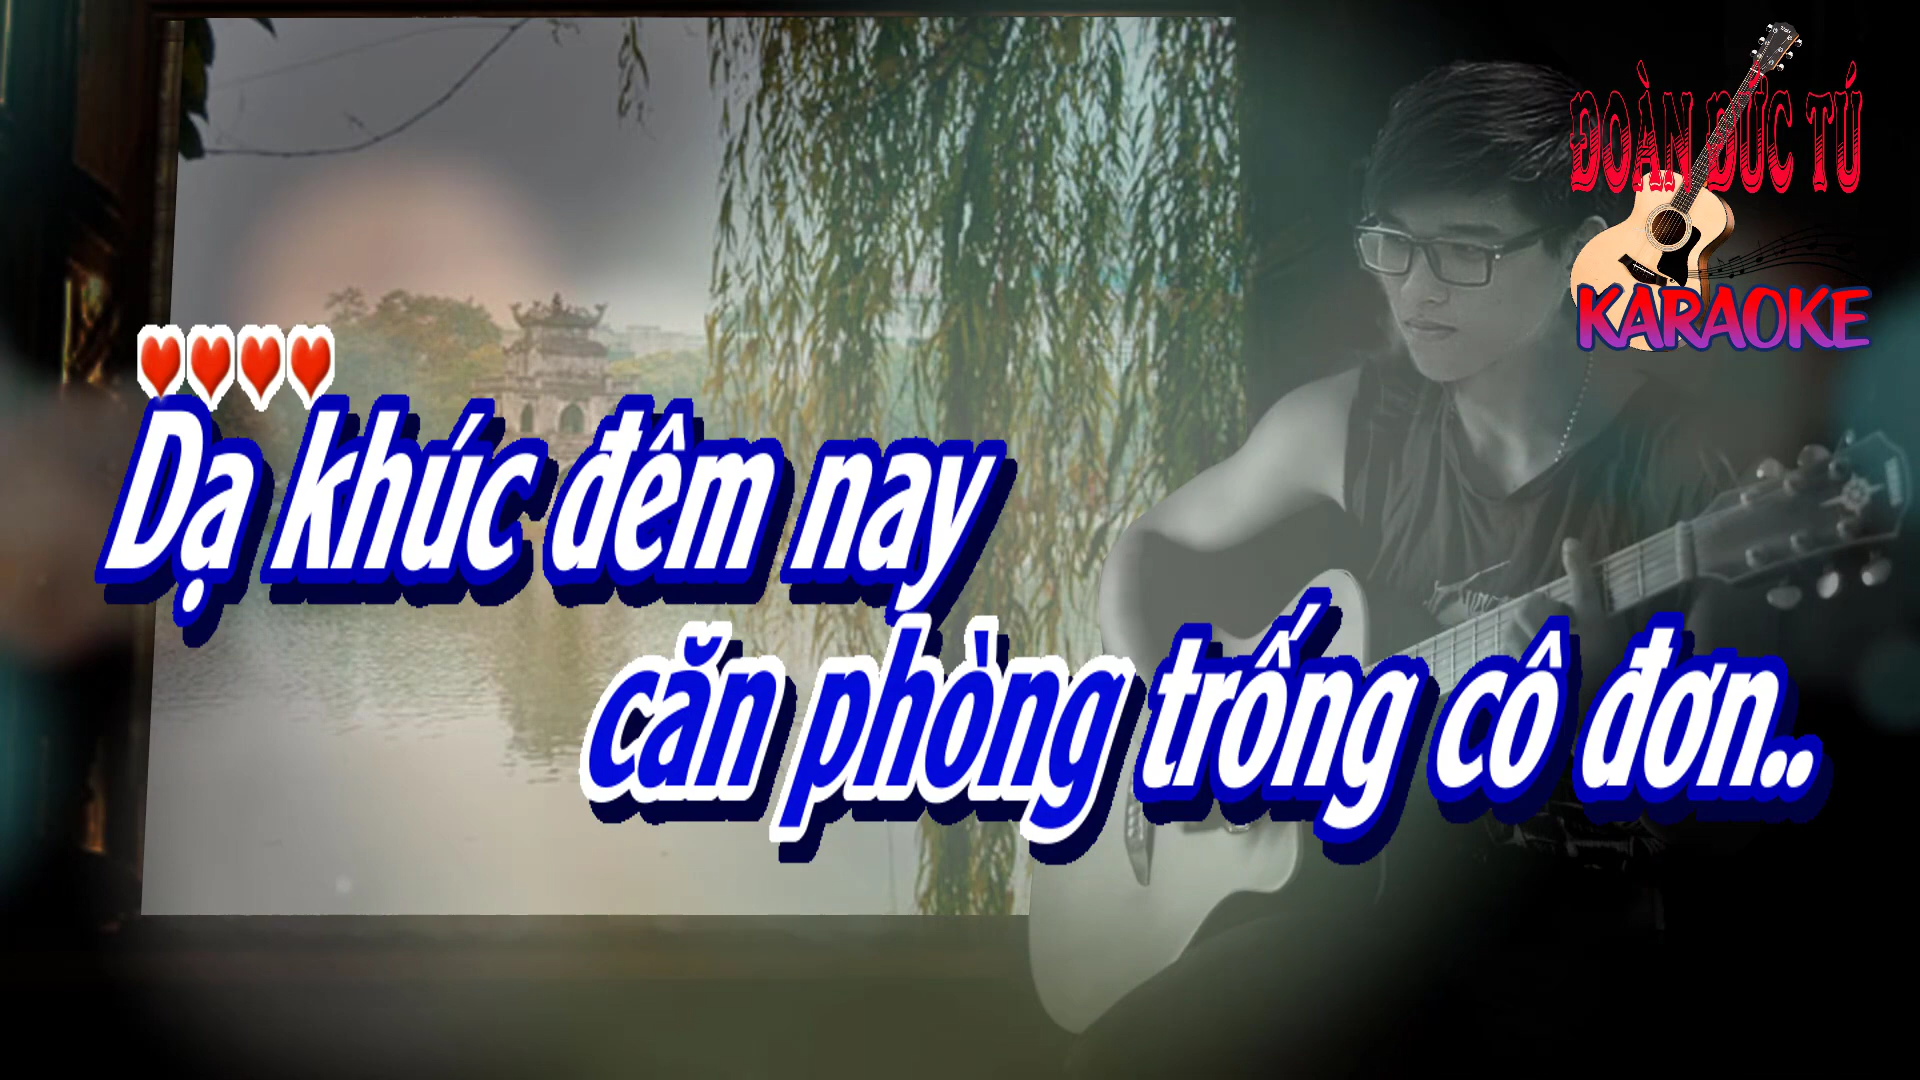 ĐOÀN ĐỨC TÚ
KARAOKE
Dạ khúc đêm nay
căn phòng trống cô đơn..